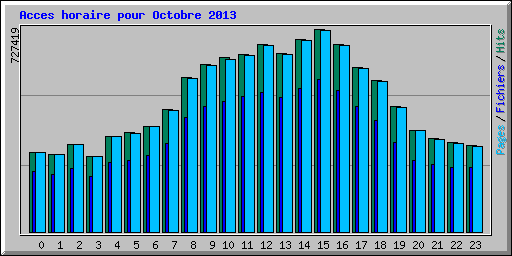 Acces horaire pour Octobre 2013
727419
Pages / Fichiers / Hits
0 1 2 3 4 5 6 7 8 9 10 11 12 13 14 15 16 17 18 19 20 21 22 23